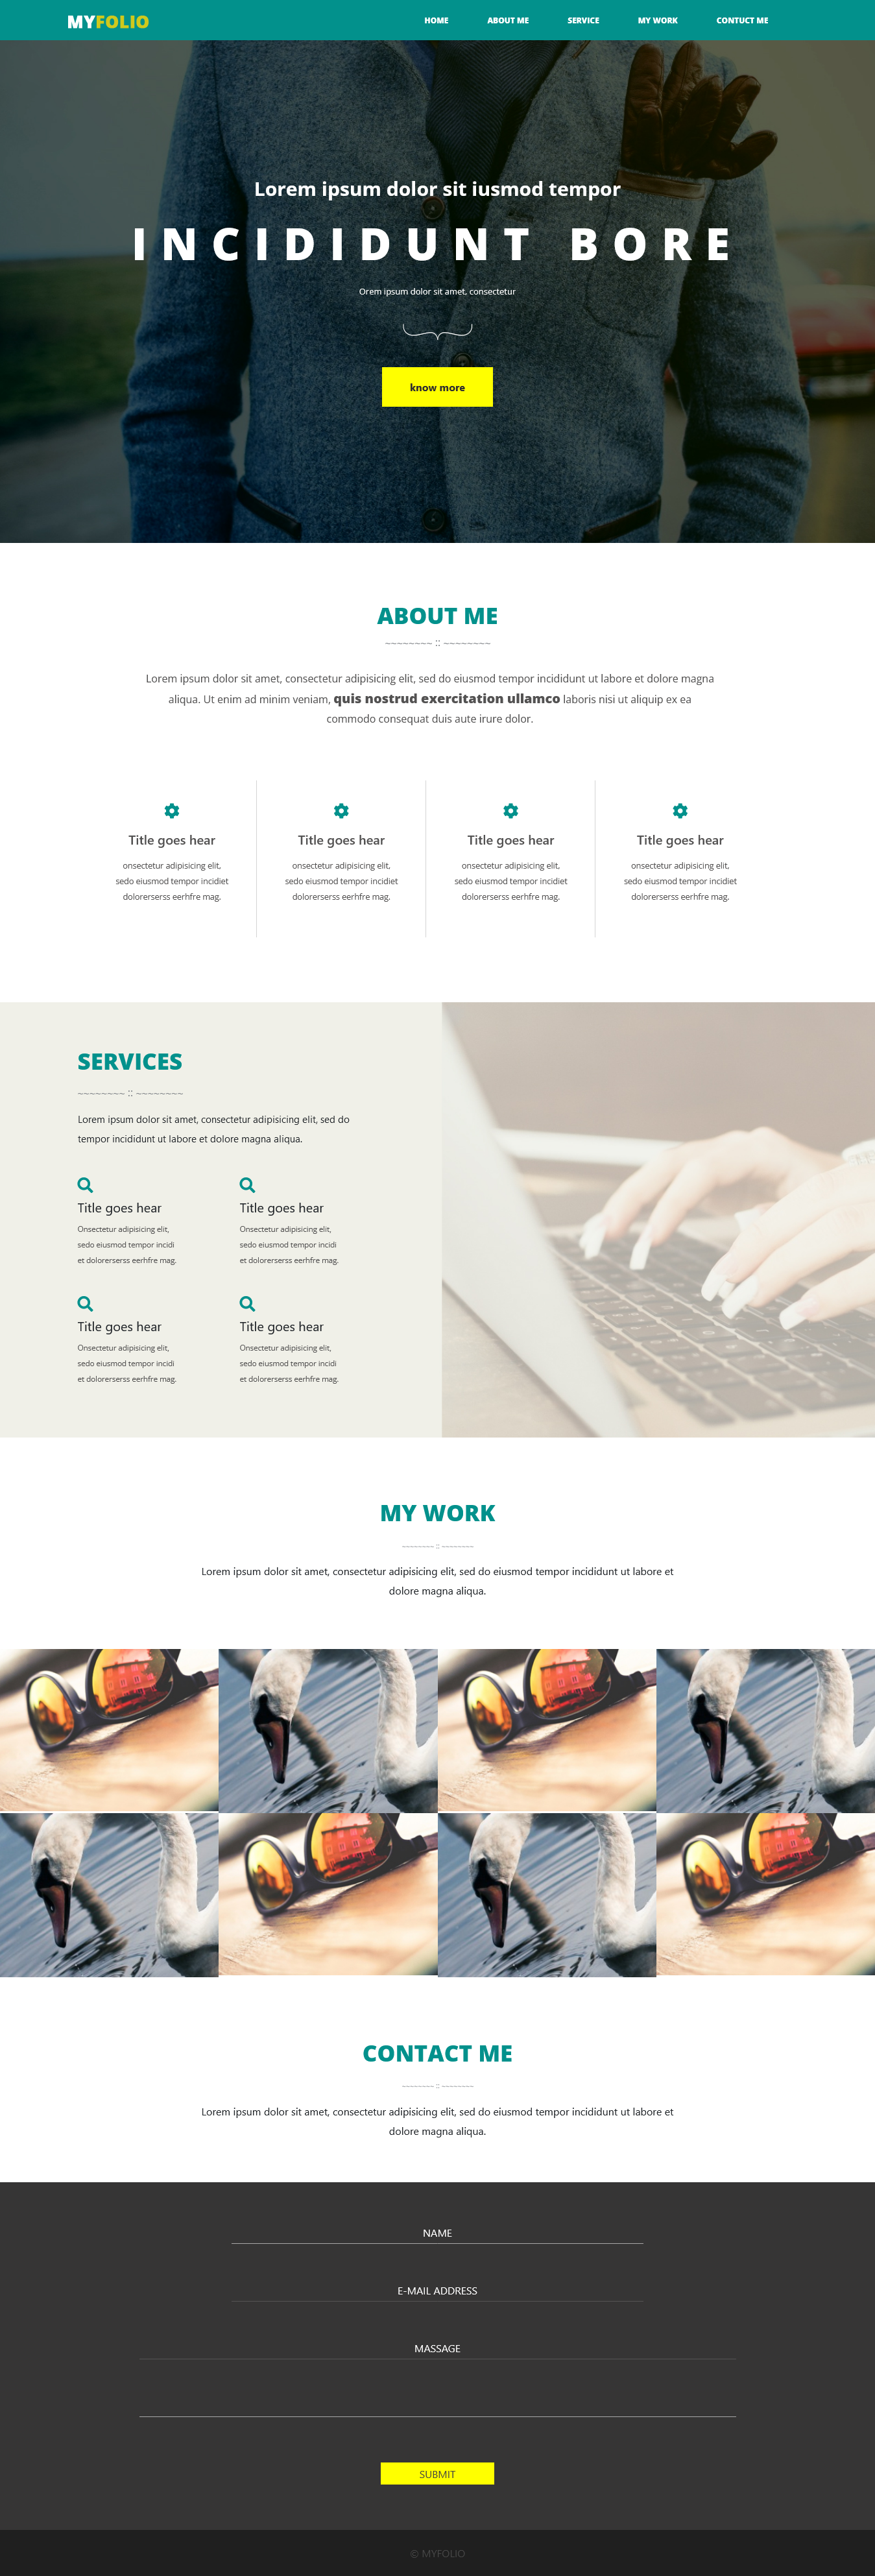 MYFOLIO HOME ABOUT ME SERVICE MY WORK CONTUCT ME
Lorem ipsum dolor sit iusmod tempor
INCIDIDUNT BORE
Orem ipsum dolor sit amet, consectetur
know more
ABOUT ME
~~~~~~~~ :: ~~~~~~~~
Lorem ipsum dolor sit amet, consectetur adipisicing elit, sed do eiusmod tempor incididunt ut labore et dolore magna
aliqua. Ut enim ad minim veniam, quis nostrud exercitation ullamco laboris nisi ut aliquip ex ea
commodo consequat duis aute irure dolor.
Title goes hear
onsectetur adipisicing elit,
sedo eiusmod tempor incidiet
dolorerserss eerhfre mag.
Title goes hear
onsectetur adipisicing elit,
sedo eiusmod tempor incidiet
dolorerserss eerhfre mag.
Title goes hear
onsectetur adipisicing elit,
sedo eiusmod tempor incidiet
dolorerserss eerhfre mag.
Title goes hear
onsectetur adipisicing elit,
sedo eiusmod tempor incidiet
dolorerserss eerhfre mag.
SERVICES
~~~~~~~~ :: ~~~~~~~~
Lorem ipsum dolor sit amet, consectetur adipisicing elit, sed do
tempor incididunt ut labore et dolore magna aliqua.
Title goes hear
Onsectetur adipisicing elit,
sedo eiusmod tempor incidi
et dolorerserss eerhfre mag.
Title goes hear
Onsectetur adipisicing elit,
sedo eiusmod tempor incidi
et dolorerserss eerhfre mag.
Title goes hear
Onsectetur adipisicing elit,
sedo eiusmod tempor incidi
et dolorerserss eerhfre mag.
Title goes hear
Onsectetur adipisicing elit,
sedo eiusmod tempor incidi
et dolorerserss eerhfre mag.
MY WORK
~~~~~~~~ :: ~~~~~~~~
Lorem ipsum dolor sit amet, consectetur adipisicing elit, sed do eiusmod tempor incididunt ut labore et
dolore magna aliqua.
CONTACT ME
~~~~~~~~ :: ~~~~~~~~
Lorem ipsum dolor sit amet, consectetur adipisicing elit, sed do eiusmod tempor incididunt ut labore et
dolore magna aliqua.
NAME
E-MAIL ADDRESS
MASSAGE
SUBMIT
© MYFOLIO